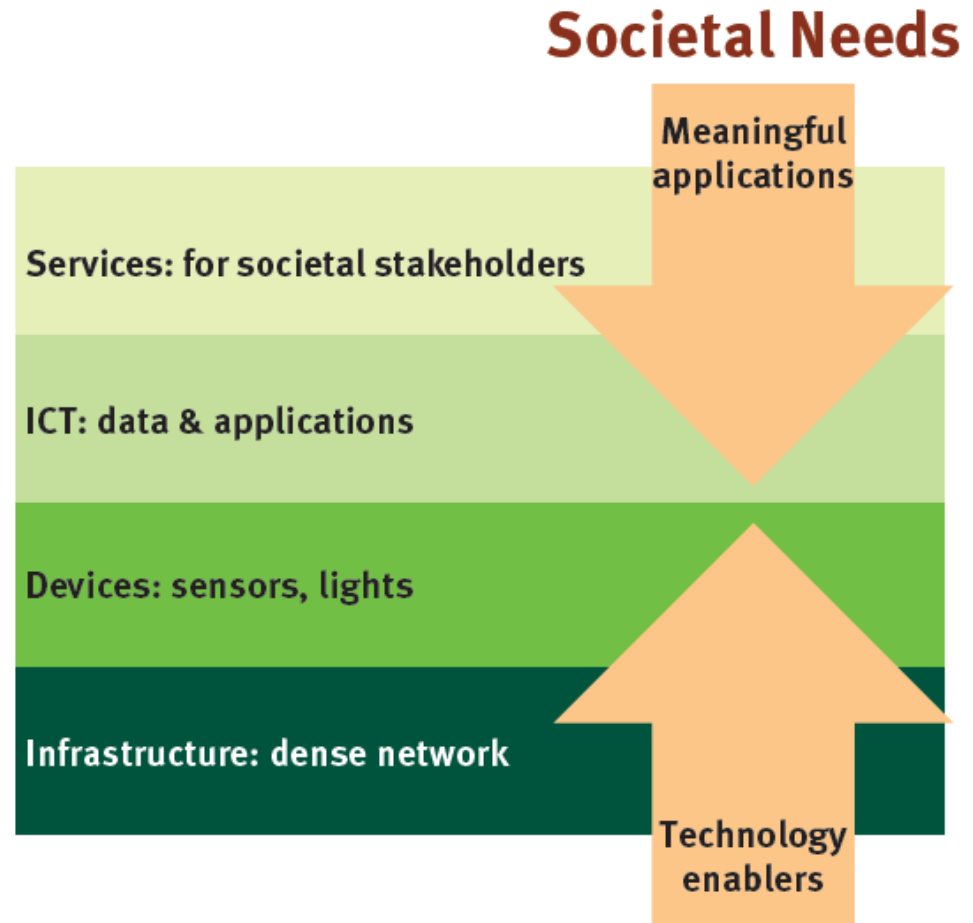 Societal Needs
Meaningful
applications
Services: for societal stakeholders
ICT: data & applications
Devices: sensors, lights
Infrastructure: dense network
Technology
enablers